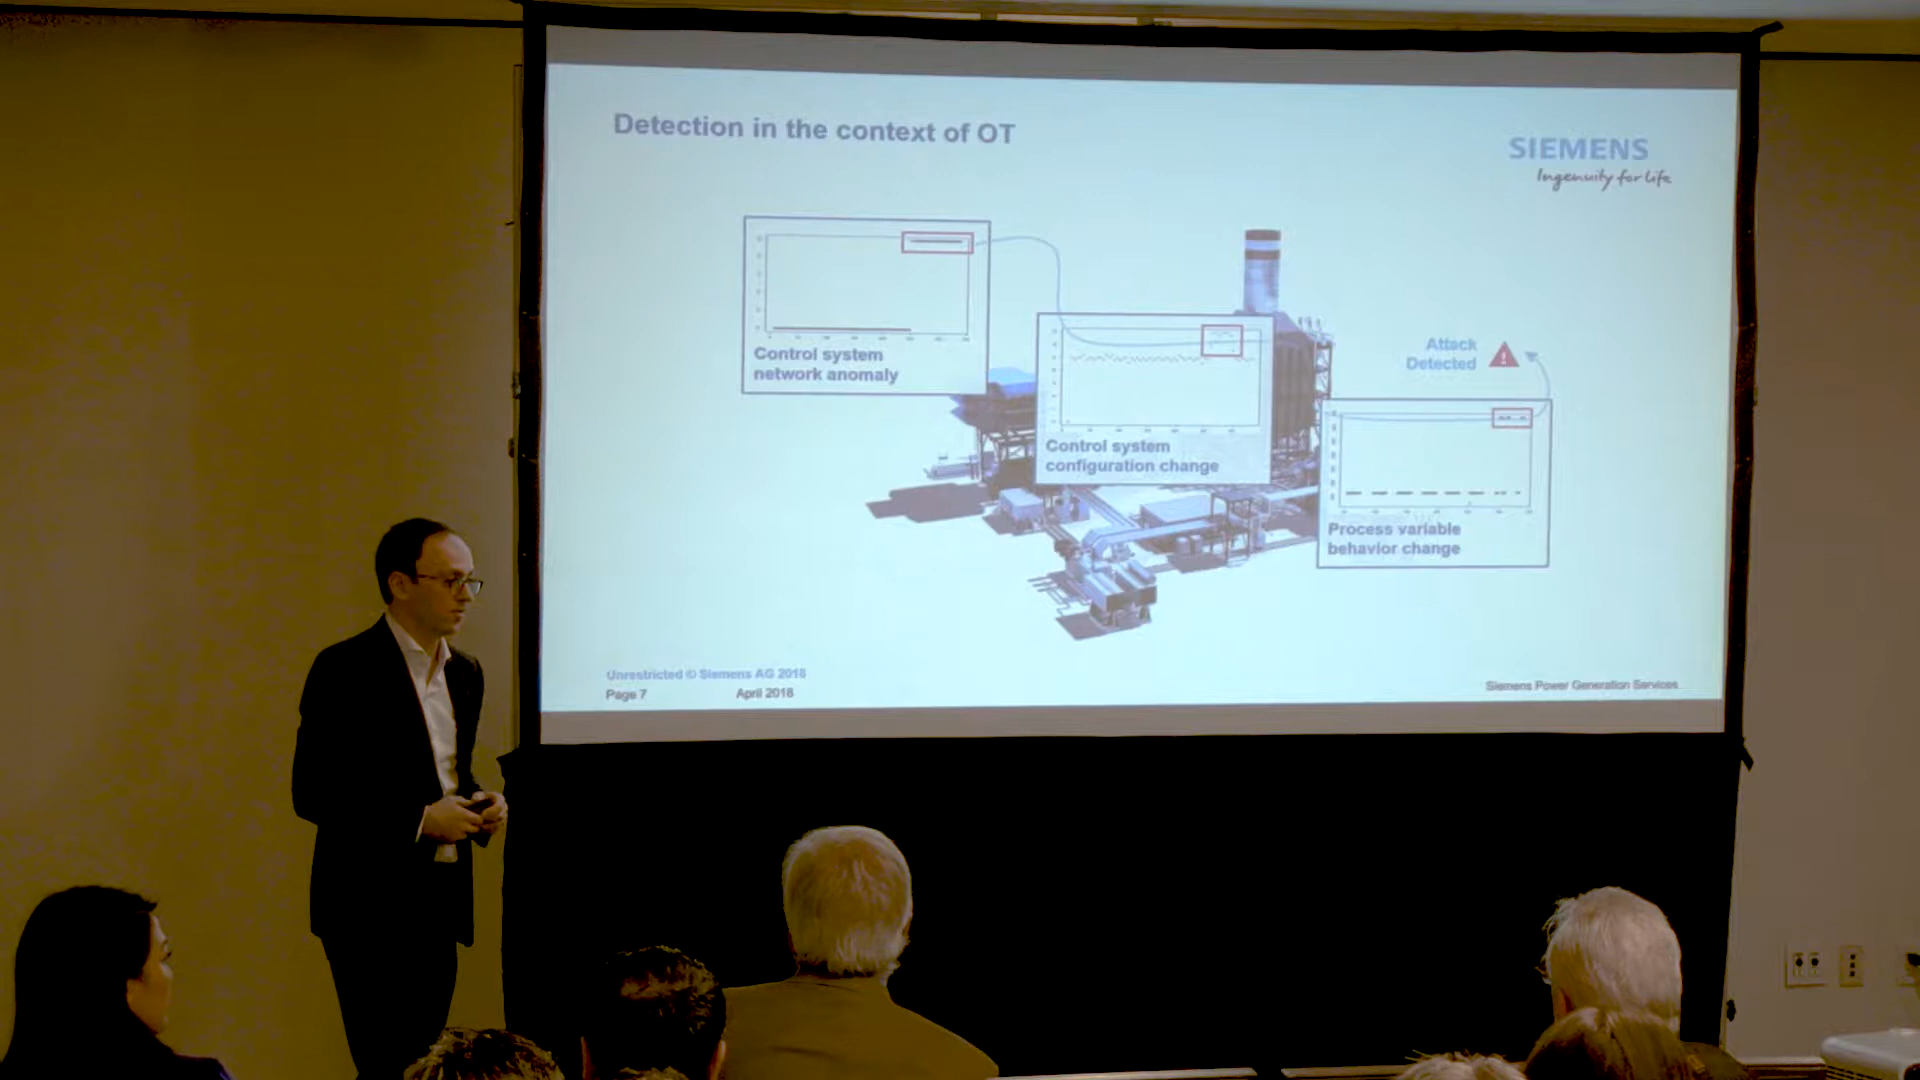 Detection in the context of OT
SIEMENS
Ingenuity for life
Control system
network anomaly
Control system
configuration change
Attack
Detected
Process variable
behavior change
Unrestricted © Siemens AG 2018
Page 7
April 2018
Siemens Power Generation Services